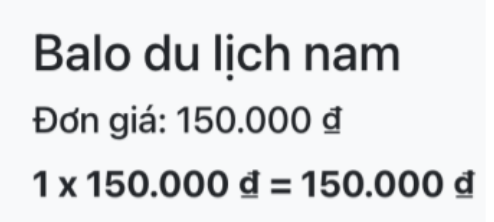 Balo du lịch nam
Đơn giá: 150.000 ₫
1 x 150.000 ₫ = 150.000 ₫